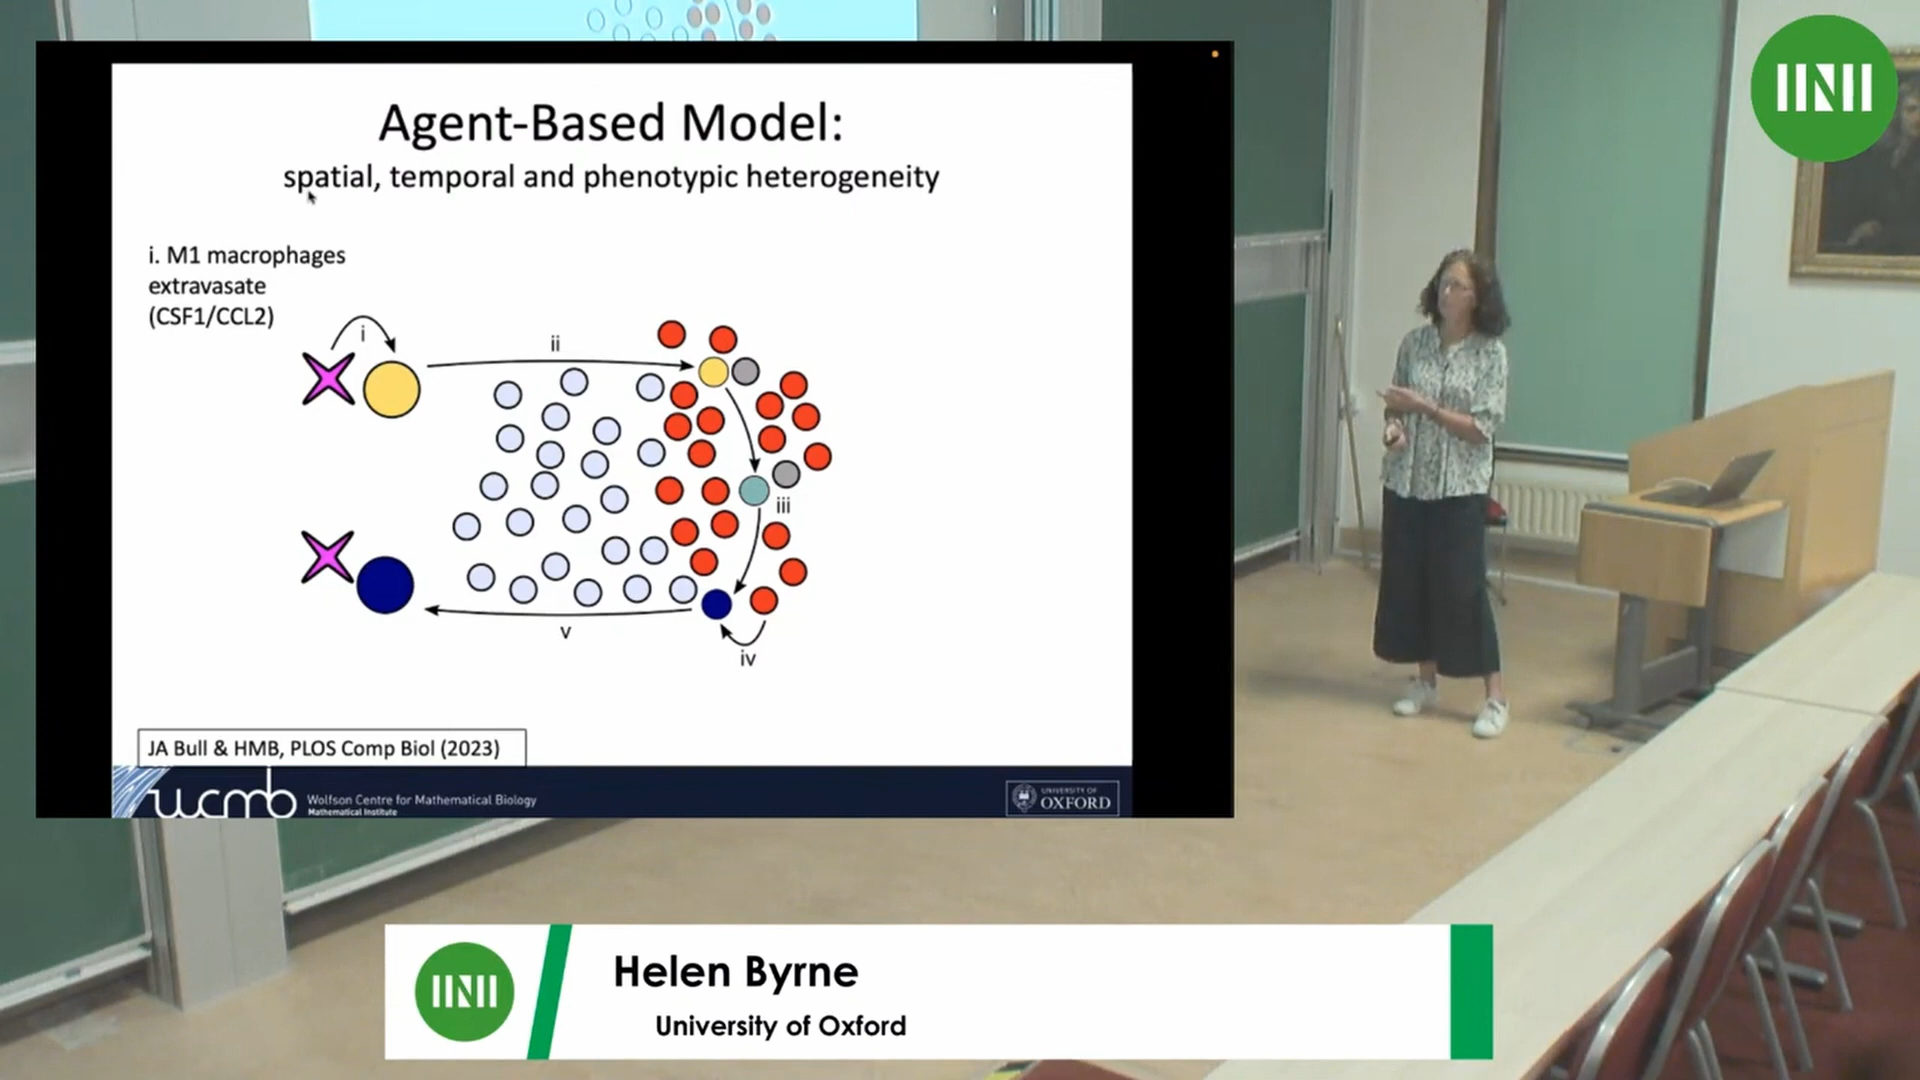 Agent-Based Model:
spatial, temporal and phenotypic heterogeneity
i. M1 macrophages
extravasate
(CSF1/CCL2)
i
ii
iii
iv
v
JA Bull & HMB, PLOS Comp Biol (2023)
wcmb
Wolfson Centre for Mathematical Biology
Mathematical Institute
UNIVERSITY OF
OXFORD
INI
Helen Byrne
University of Oxford
INI